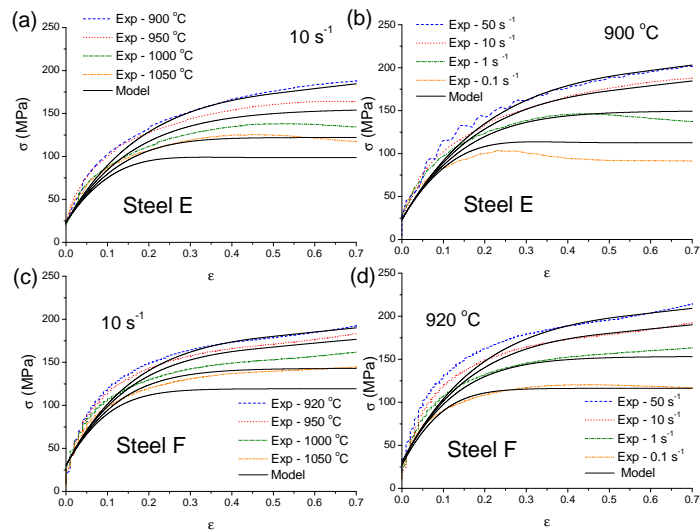 (a)
Exp - 900 °C
Exp - 950 °C
Exp - 1000 °C
Exp - 1050 °C
Model
10 s⁻¹
Steel E
σ (MPa)
250
200
150
100
50
0
0.0 0.1 0.2 0.3 0.4 0.5 0.6 0.7
ε
(b)
900 °C
Exp - 50 s⁻¹
Exp - 10 s⁻¹
Exp - 1 s⁻¹
Exp - 0.1 s⁻¹
Model
Steel E
σ (MPa)
250
200
150
100
50
0
0.0 0.1 0.2 0.3 0.4 0.5 0.6 0.7
ε
(c)
10 s⁻¹
Exp - 920 °C
Exp - 950 °C
Exp - 1000 °C
Exp - 1050 °C
Model
Steel F
σ (MPa)
250
200
150
100
50
0
0.0 0.1 0.2 0.3 0.4 0.5 0.6 0.7
ε
(d)
920 °C
Exp - 50 s⁻¹
Exp - 10 s⁻¹
Exp - 1 s⁻¹
Exp - 0.1 s⁻¹
Model
Steel F
σ (MPa)
250
200
150
100
50
0
0.0 0.1 0.2 0.3 0.4 0.5 0.6 0.7
ε